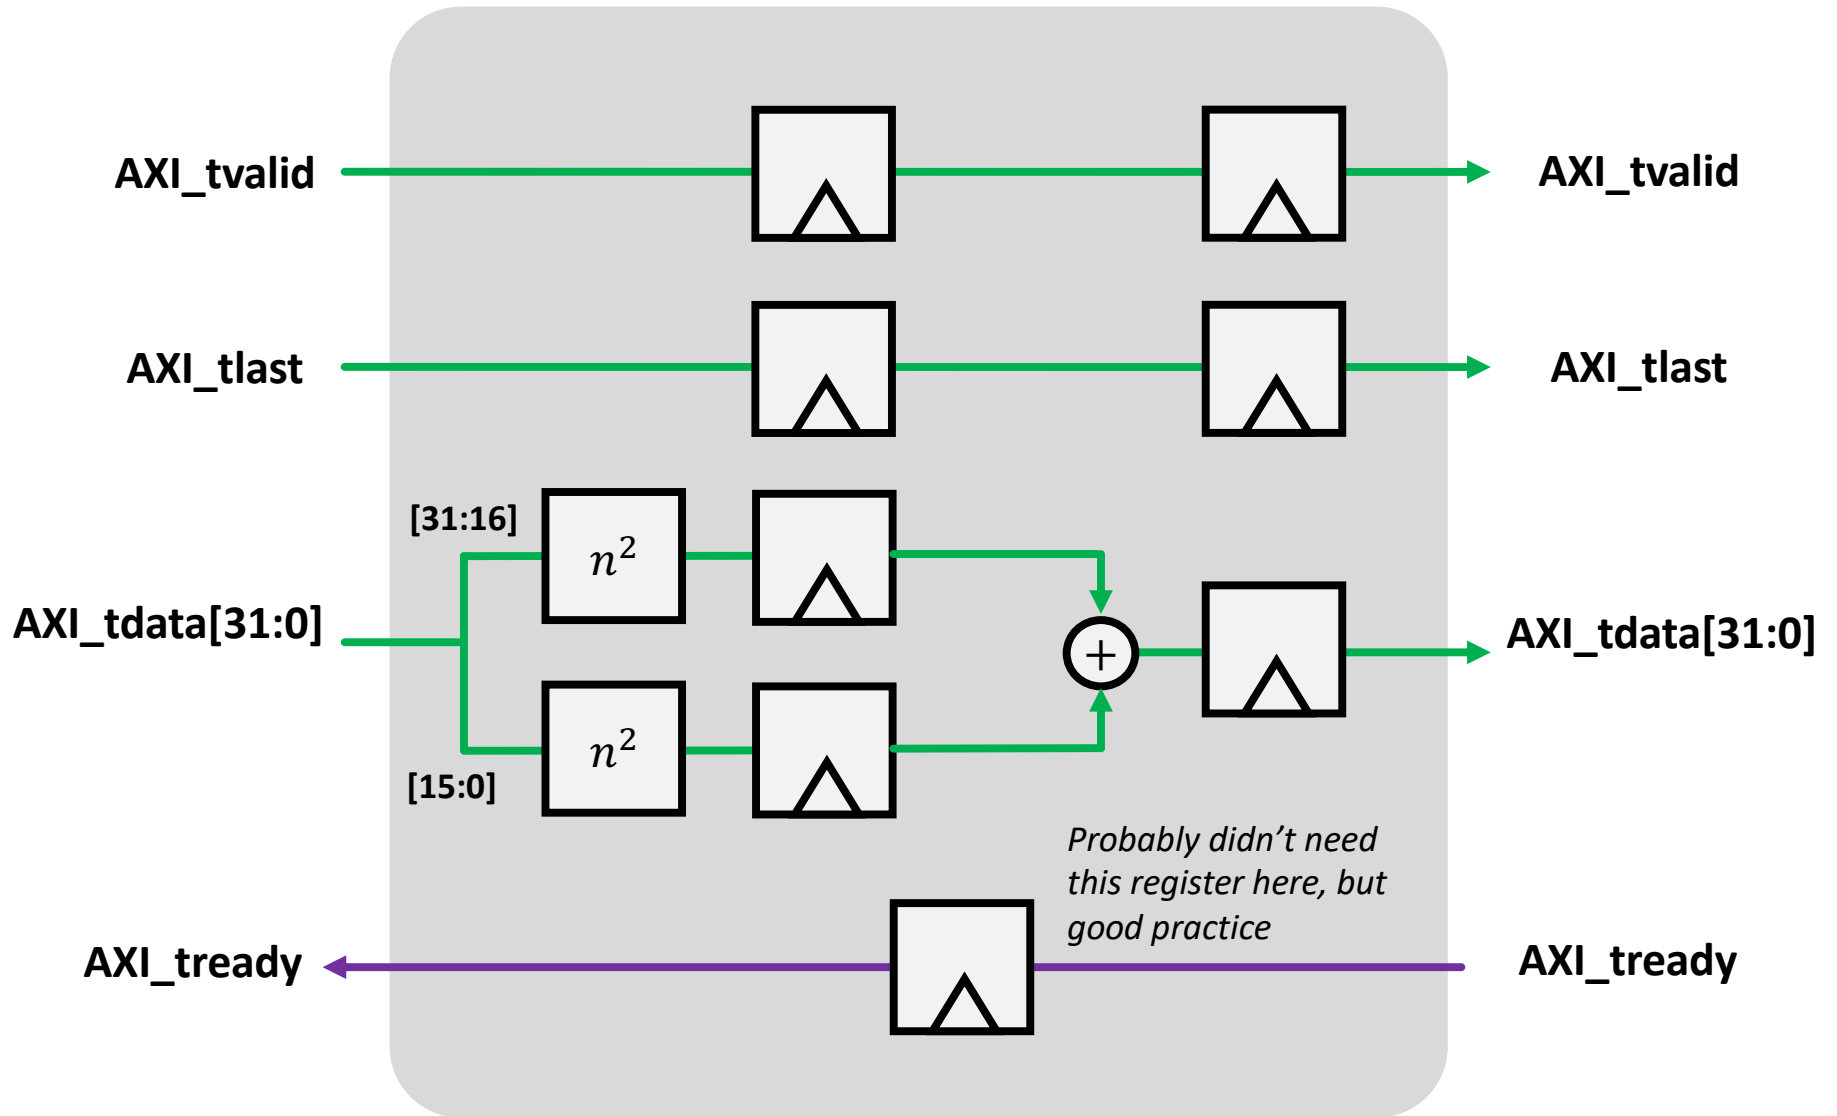 AXI_tvalid
AXI_tvalid
AXI_tlast
AXI_tlast
[31:16]
n²
AXI_tdata[31:0]
+
AXI_tdata[31:0]
n²
[15:0]
Probably didn’t need
this register here, but
good practice
AXI_tready
AXI_tready